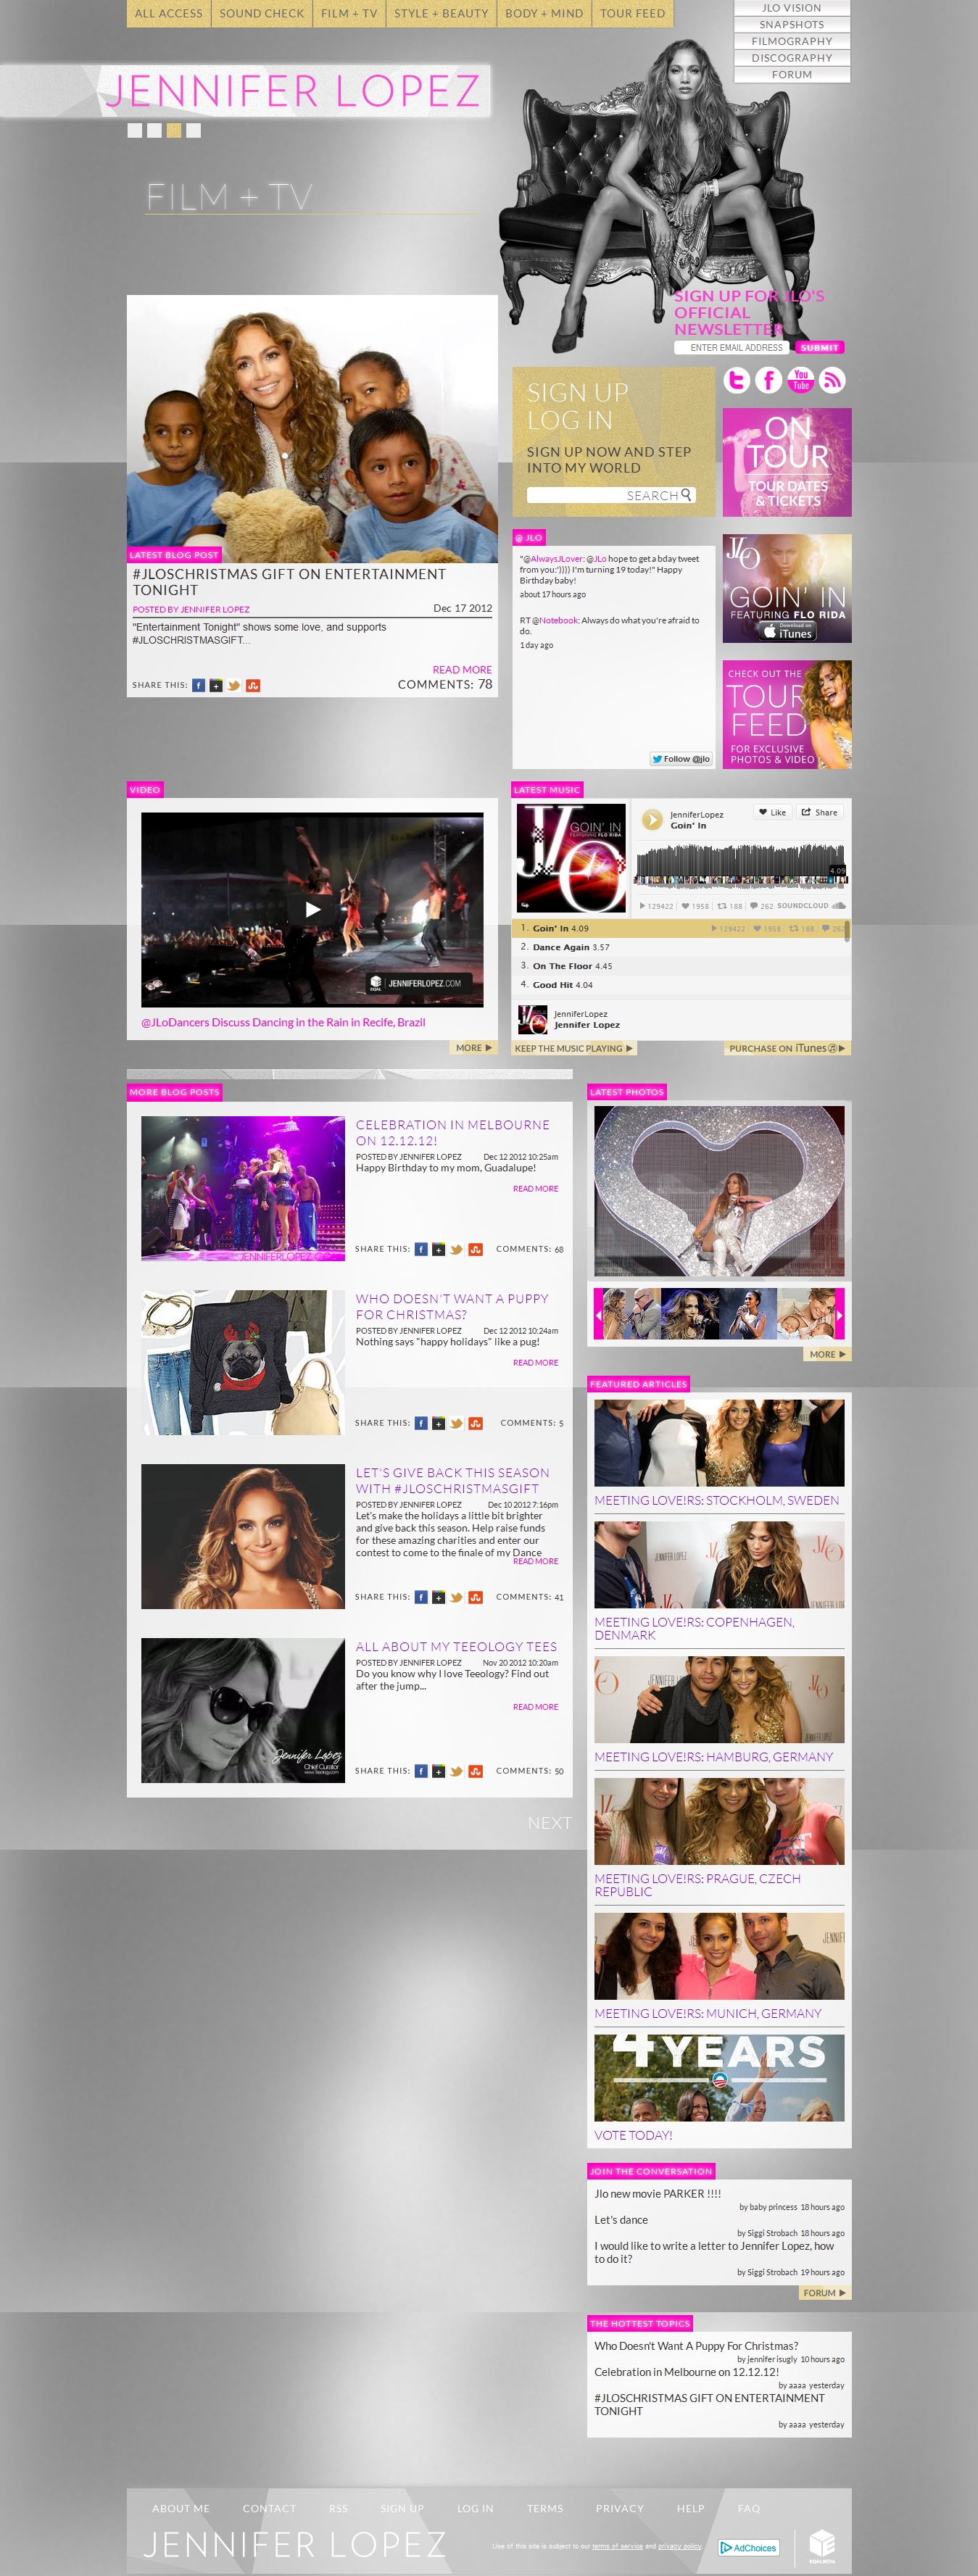 ALL ACCESS
SOUND CHECK
FILM + TV
STYLE + BEAUTY
BODY + MIND
TOUR FEED
JLO VISION
SNAPSHOTS
FILMOGRAPHY
DISCOGRAPHY
FORUM
JENNIFER LOPEZ
FILM + TV
SIGN UP FOR JLO'S
OFFICIAL
NEWSLETTER
ENTER EMAIL ADDRESS
SUBMIT
LATEST BLOG POST
#JLOSCHRISTMAS GIFT ON ENTERTAINMENT
TONIGHT
POSTED BY JENNIFER LOPEZ
Dec 17 2012
"Entertainment Tonight" shows some love, and supports
#JLOSCHRISTMASGIFT...
READ MORE
SHARE THIS:
COMMENTS: 78
SIGN UP
LOG IN
SIGN UP NOW AND STEP
INTO MY WORLD
SEARCH
You
Tube
ON
TOUR
TOUR DATES
& TICKETS
@ JLO
"@AlwaysJLover: @JLo hope to get a bday tweet
from you:')))) I'm turning 19 today!" Happy
Birthday baby!
about 17 hours ago
RT @Notebook: Always do what you're afraid to
do.
1 day ago
Follow @jlo
JLO
GOIN' IN
FEATURING FLO RIDA
Download on
iTunes
CHECK OUT THE
TOUR
FEED
FOR EXCLUSIVE
PHOTOS & VIDEO
VIDEO
EQAL
JENNIFERLOPEZ.COM
@JLoDancers Discuss Dancing in the Rain in Recife, Brazil
MORE
LATEST MUSIC
JLO
GOIN' IN
FEATURING FLO RIDA
JenniferLopez
Goin' In
Like
Share
4.09
129422
1958
188
262
SOUNDCLOUD
1. Goin' In 4.09
129422
1958
188
262
2. Dance Again 3.57
3. On The Floor 4.45
4. Good Hit 4.04
JenniferLopez
Jennifer Lopez
KEEP THE MUSIC PLAYING
PURCHASE ON iTunes
MORE BLOG POSTS
JENNIFERLOPEZ.C
CELEBRATION IN MELBOURNE
ON 12.12.12!
POSTED BY JENNIFER LOPEZ
Dec 12 2012 10:25am
Happy Birthday to my mom, Guadalupe!
READ MORE
SHARE THIS:
COMMENTS: 68
WHO DOESN'T WANT A PUPPY
FOR CHRISTMAS?
POSTED BY JENNIFER LOPEZ
Dec 12 2012 10:24am
Nothing says "happy holidays" like a pug!
READ MORE
SHARE THIS:
COMMENTS: 5
LET'S GIVE BACK THIS SEASON
WITH #JLOSCHRISTMASGIFT
POSTED BY JENNIFER LOPEZ
Dec 10 2012 7:16pm
Let's make the holidays a little bit brighter
and give back this season. Help raise funds
for these amazing charities and enter our
contest to come to the finale of my Dance
READ MORE
SHARE THIS:
COMMENTS: 41
Jennifer Lopez
Chief Curator
www.Teeology.com
ALL ABOUT MY TEEOLOGY TEES
POSTED BY JENNIFER LOPEZ
Nov 20 2012 10:20am
Do you know why I love Teeology? Find out
after the jump...
READ MORE
SHARE THIS:
COMMENTS: 50
NEXT
LATEST PHOTOS
MORE
FEATURED ARTICLES
MEETING LOVE!RS: STOCKHOLM, SWEDEN
JENNIFER LOPEZ
MEETING LOVE!RS: COPENHAGEN,
DENMARK
JENNIFER LOPEZ
MEETING LOVE!RS: HAMBURG, GERMANY
MEETING LOVE!RS: PRAGUE, CZECH
REPUBLIC
MEETING LOVE!RS: MUNICH, GERMANY
4 YEARS
VOTE TODAY!
JOIN THE CONVERSATION
Jlo new movie PARKER !!!!
by baby princess 18 hours ago
Let's dance
by Siggi Strobach 18 hours ago
I would like to write a letter to Jennifer Lopez, how
to do it?
by Siggi Strobach 19 hours ago
FORUM
THE HOTTEST TOPICS
Who Doesn't Want A Puppy For Christmas?
by jennifer isugly 10 hours ago
Celebration in Melbourne on 12.12.12!
by aaaa yesterday
#JLOSCHRISTMAS GIFT ON ENTERTAINMENT
TONIGHT
by aaaa yesterday
ABOUT ME
CONTACT
RSS
SIGN UP
LOG IN
TERMS
PRIVACY
HELP
FAQ
JENNIFER LOPEZ
Use of this site is subject to our terms of service and privacy policy
AdChoices